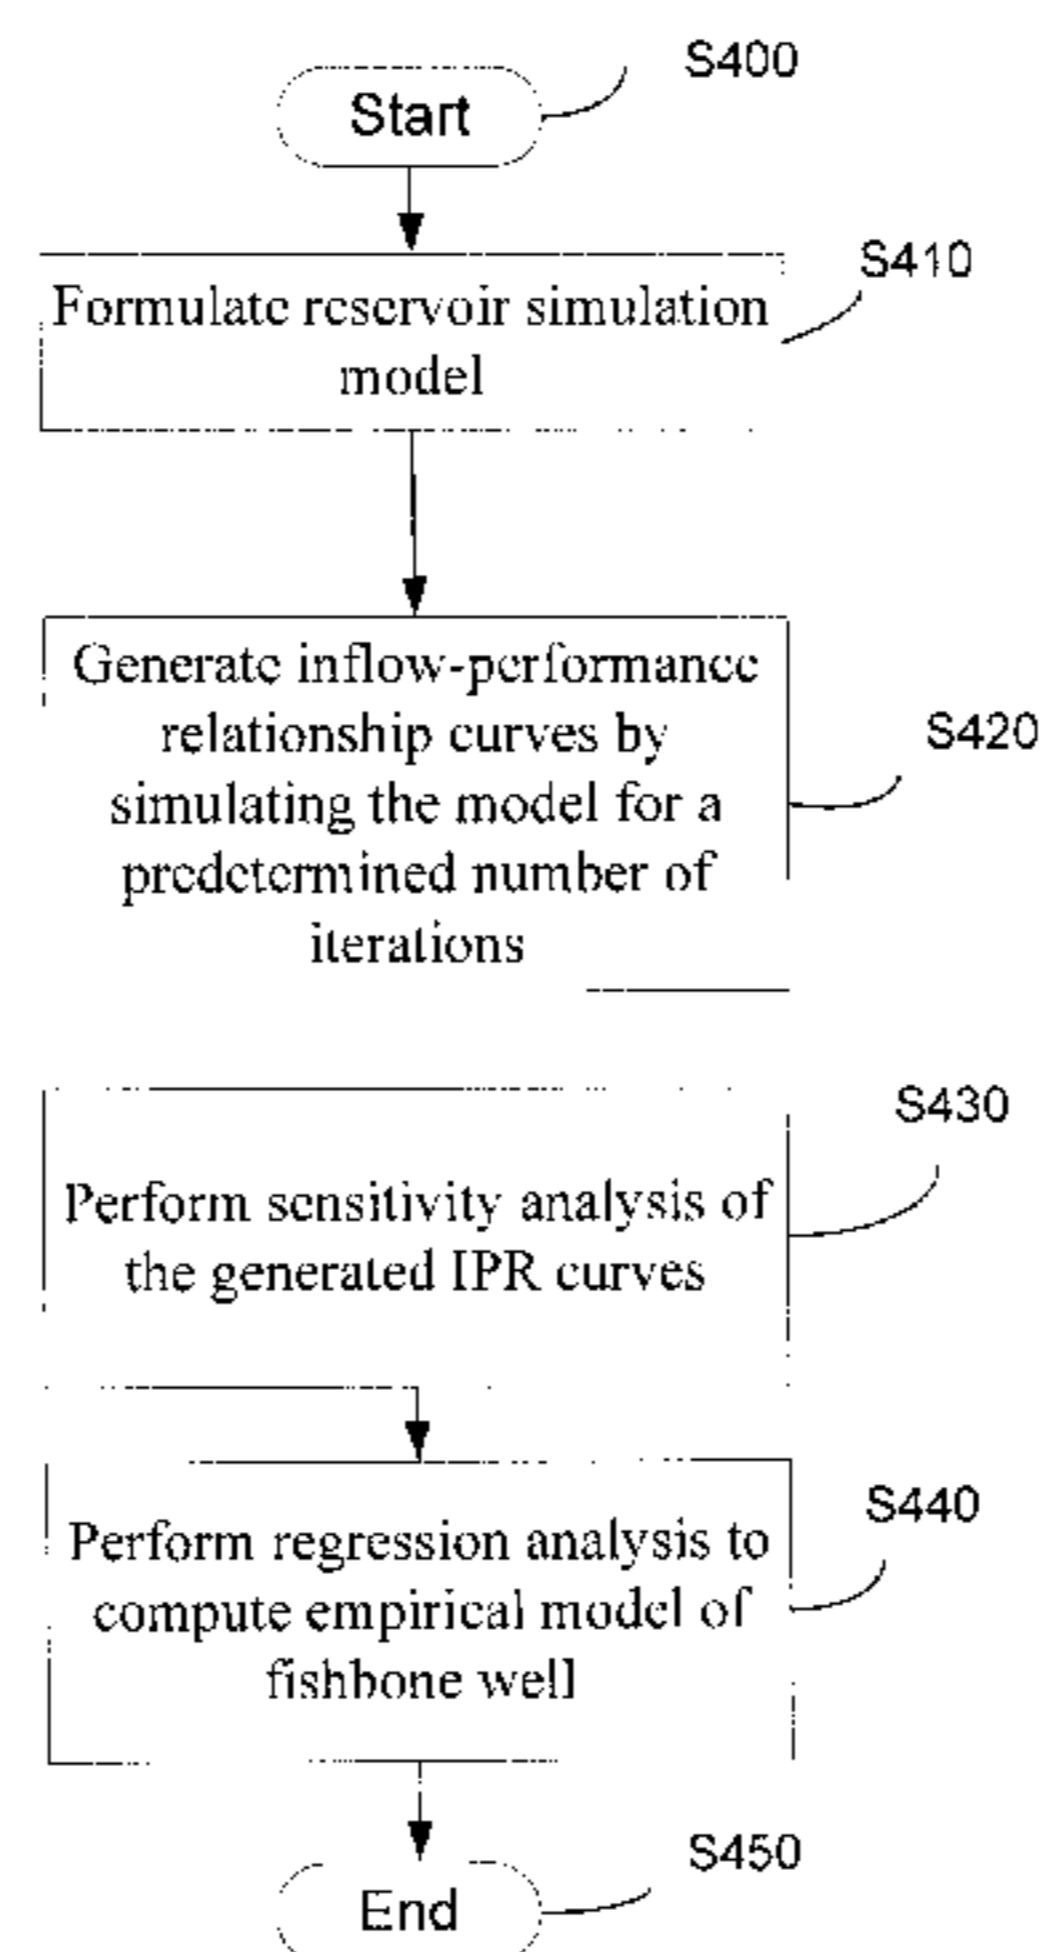 S400
Start
S410
Formulate reservoir simulation
model
Generate inflow-performance
relationship curves by
S420
simulating the model for a
predetermined number of
iterations
S430
Perform sensitivity analysis of
the generated IPR curves
S440
Perform regression analysis to
compute empirical model of
fishbone well
S450
End